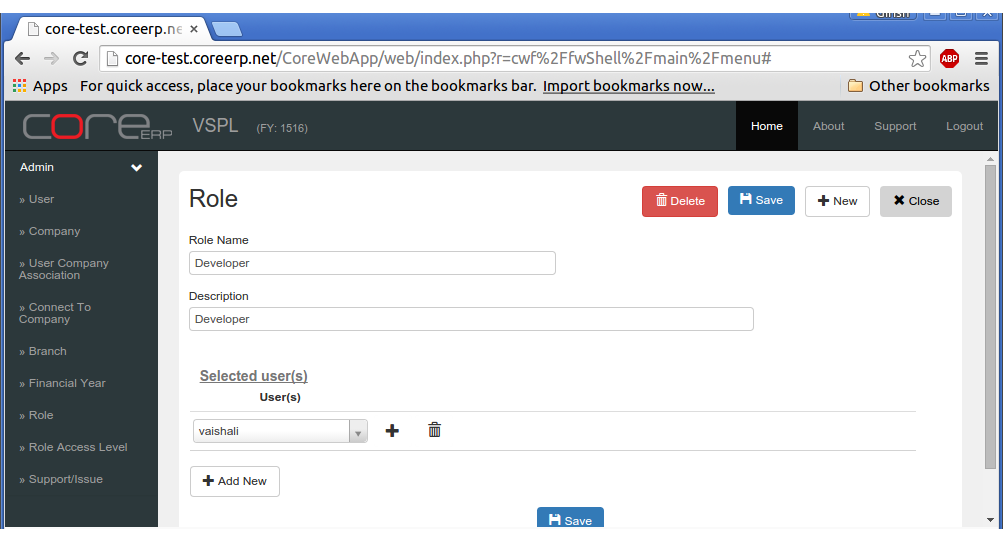 Girish
core-test.coreerp.ne ×
core-test.coreerp.net/CoreWebApp/web/index.php?r=cwf%2FfwShell%2Fmain%2Fmenu#
ABP
Apps For quick access, place your bookmarks here on the bookmarks bar. Import bookmarks now... Other bookmarks
core ERP VSPL (FY: 1516) Home About Support Logout
Admin
» User
» Company
» User Company
Association
» Connect To
Company
» Branch
» Financial Year
» Role
» Role Access Level
» Support/Issue
Role Delete Save New Close
Role Name
Developer
Description
Developer
Selected user(s)
User(s)
vaishali
Add New
Save